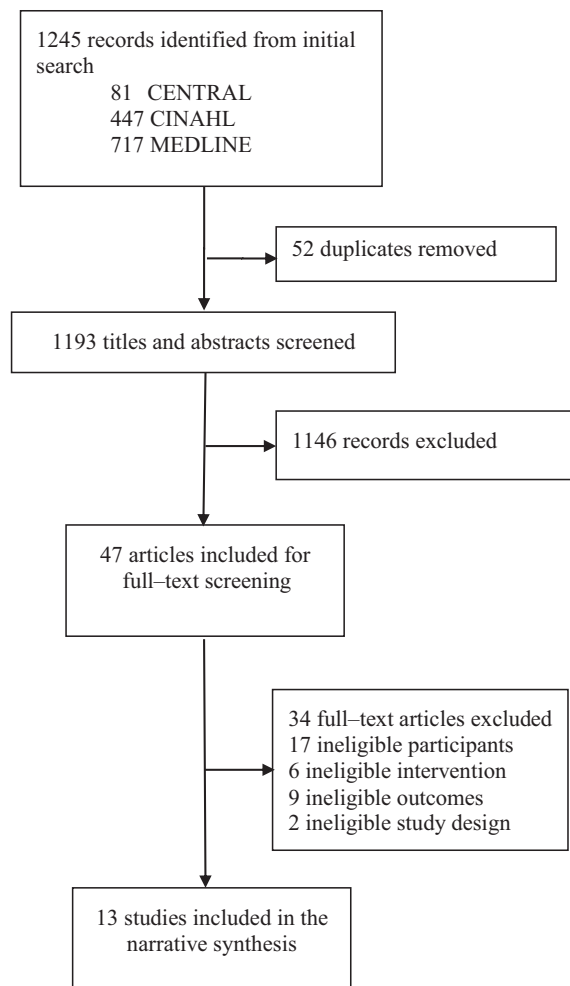 1245 records identified from initial
search
81 CENTRAL
447 CINAHL
717 MEDLINE
52 duplicates removed
1193 titles and abstracts screened
1146 records excluded
47 articles included for
full–text screening
34 full–text articles excluded
17 ineligible participants
6 ineligible intervention
9 ineligible outcomes
2 ineligible study design
13 studies included in the
narrative synthesis